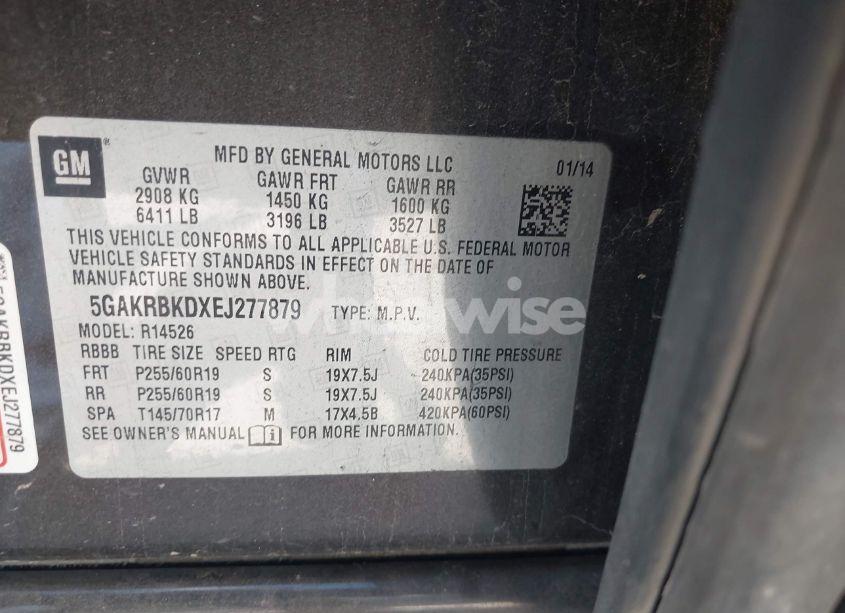 GM
MFD BY GENERAL MOTORS LLC 01/14
GVWR GAWR FRT GAWR RR
2908 KG 1450 KG 1600 KG
6411 LB 3196 LB 3527 LB
THIS VEHICLE CONFORMS TO ALL APPLICABLE U.S. FEDERAL MOTOR
VEHICLE SAFETY STANDARDS IN EFFECT ON THE DATE OF
MANUFACTURE SHOWN ABOVE.
5GAKRBKDXEJ277879 TYPE: M.P.V.
MODEL: R14526
RBBB TIRE SIZE SPEED RTG RIM COLD TIRE PRESSURE
FRT P255/60R19 S 19X7.5J 240KPA(35PSI)
RR P255/60R19 S 19X7.5J 240KPA(35PSI)
SPA T145/70R17 M 17X4.5B 420KPA(60PSI)
SEE OWNER'S MANUAL FOR MORE INFORMATION.
5GAKRBKDXEJ277879